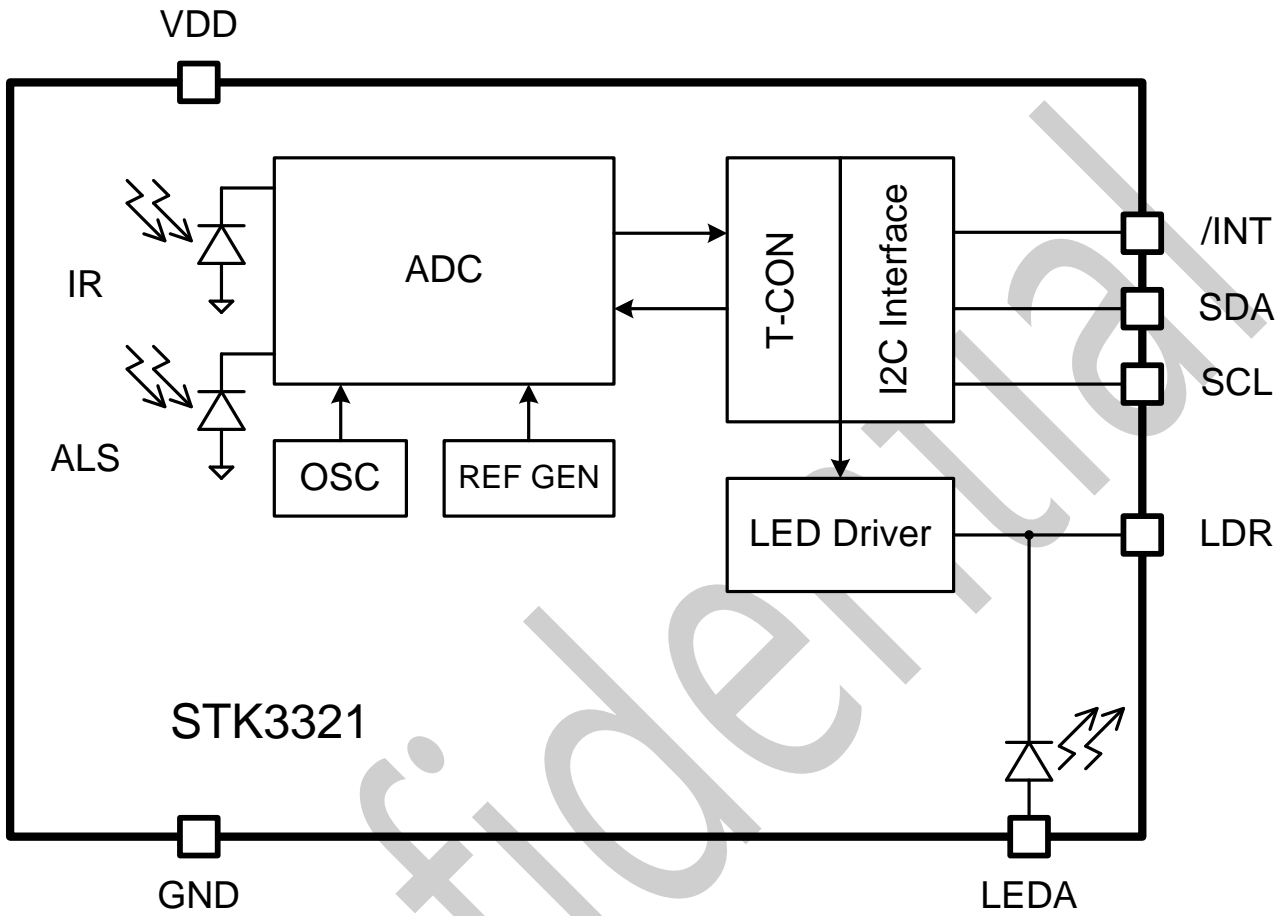 VDD
/INT
SDA
SCL
LDR
IR
ALS
ADC
T-CON
I2C Interface
OSC
REF GEN
LED Driver
STK3321
GND
LEDA
fidential